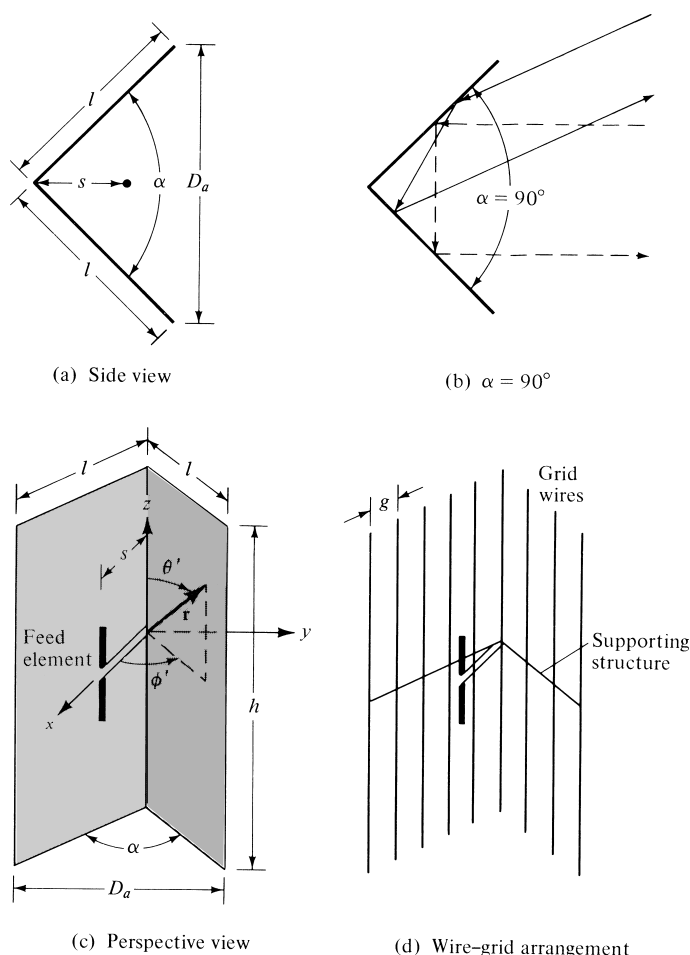 l
s
α
D_a
l
(a) Side view
α = 90°
(b) α = 90°
l
l
z
s
θ'
r
y
Feed
element
ϕ'
x
h
α
D_a
(c) Perspective view
g
Grid
wires
Supporting
structure
(d) Wire–grid arrangement